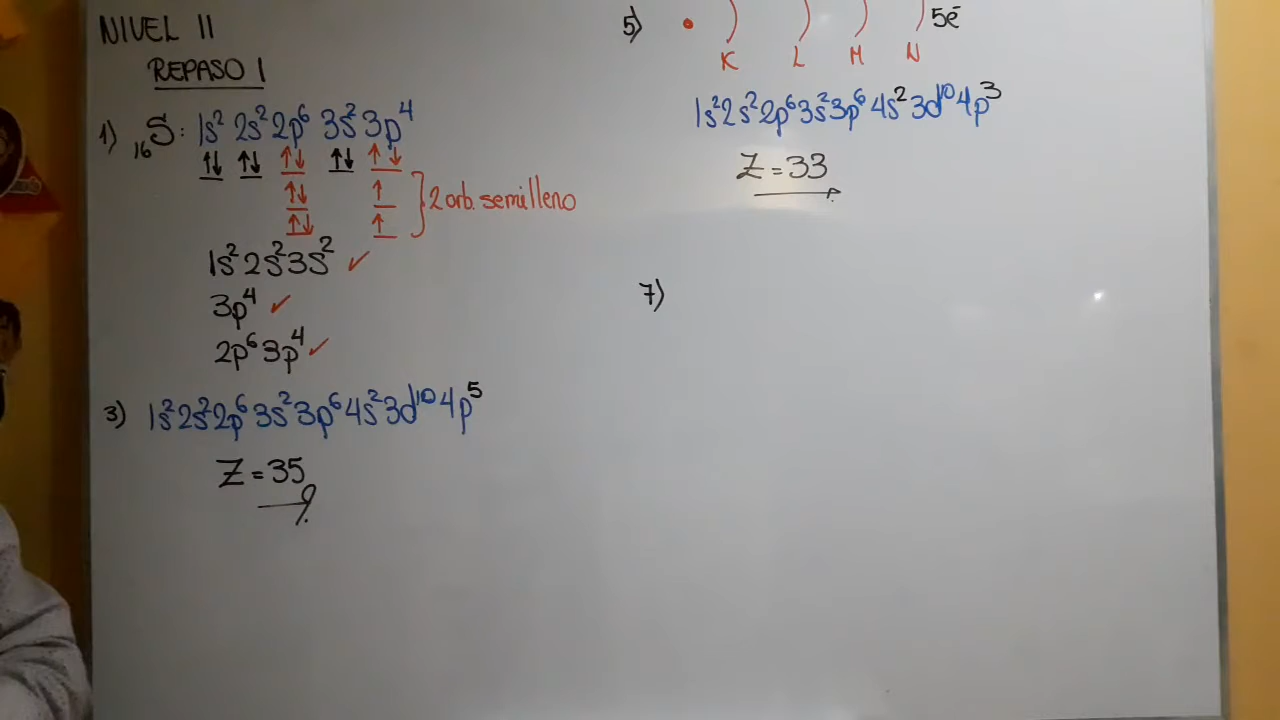 NIVEL II
REPASO 1
1) ₁₆S: 1s² 2s² 2p⁶ 3s² 3p⁴
↑↓ ↑↓ ↑↓ ↑↓ ↑↓
↑↓ ↑
↑↓ ↑
} 2 orb. semilleno
1s² 2s² 3s² ✓
3p⁴ ✓
2p⁶ 3p⁴ ✓
3) 1s² 2s² 2p⁶ 3s² 3p⁶ 4s² 3d¹⁰ 4p⁵
Z = 35
5) • ) ) ) ) 5e⁻
K L M N
1s² 2s² 2p⁶ 3s² 3p⁶ 4s² 3d¹⁰ 4p³
Z = 33
7)